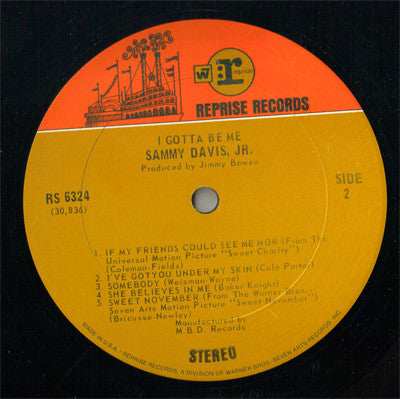 W7
r: reprise
REPRISE RECORDS
I GOTTA BE ME
SAMMY DAVIS, JR.
Produced by Jimmy Bowen
RS 6324
(30,836)
SIDE
2
1. IF MY FRIENDS COULD SEE ME NOW (From The
Universal Motion Picture "Sweet Charity")
(Coleman-Fields)
2 I'VE GOT YOU UNDER MY SKIN (Cole Porter)
3 SOMEBODY (Weisman-Wayne)
4 SHE BELIEVES IN ME (Baker Knight)
5 SWEET NOVEMBER (From The Warner Bros.-
Seven Arts Motion Picture "Sweet November")
(Bricusse-Newley)
Manufactured by
M.B.D. Records
STEREO
MADE IN U.S.A. · REPRISE RECORDS, A DIVISION OF WARNER BROS.-SEVEN ARTS RECORDS, INC.